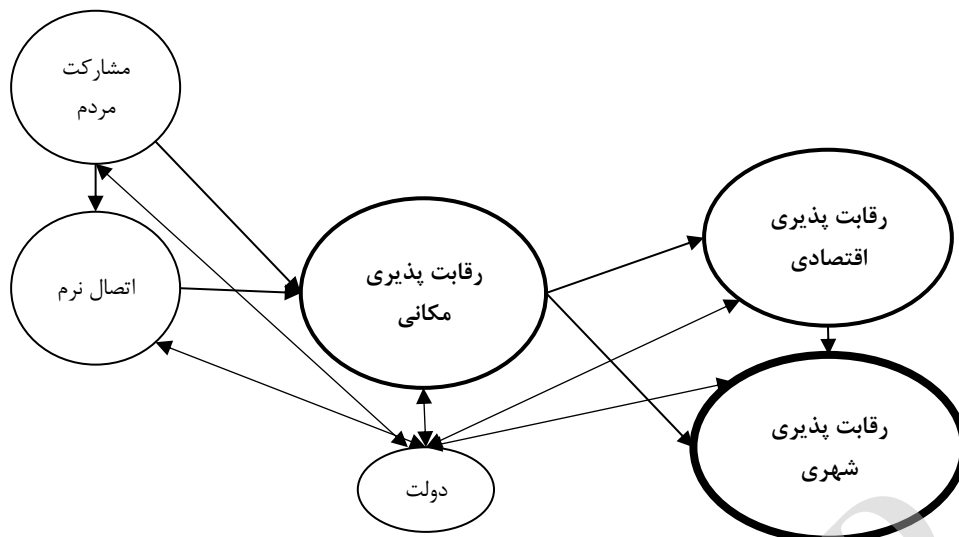 مشارکت
مردم
رقابت پذیری
اقتصادی
اتصال نرم
رقابت پذیری
مکانی
رقابت پذیری
شهری
دولت